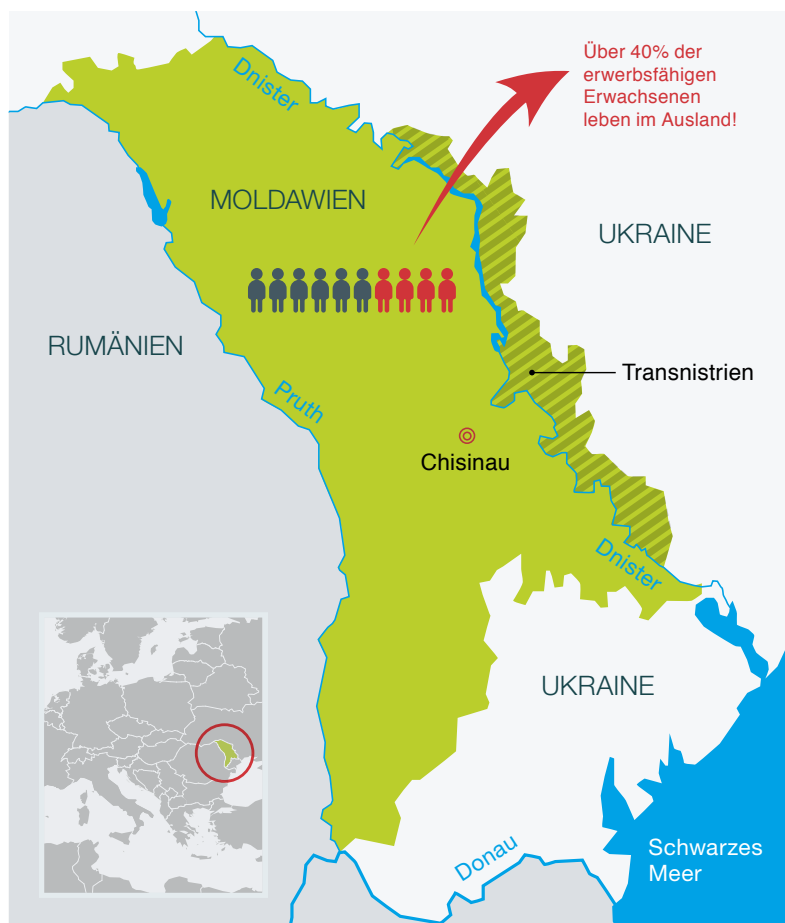 Über 40% der
erwerbsfähigen
Erwachsenen
leben im Ausland!
Dnister
MOLDAWIEN
UKRAINE
RUMÄNIEN
Transnistrien
Pruth
Chisinau
Dnister
UKRAINE
Donau
Schwarzes
Meer